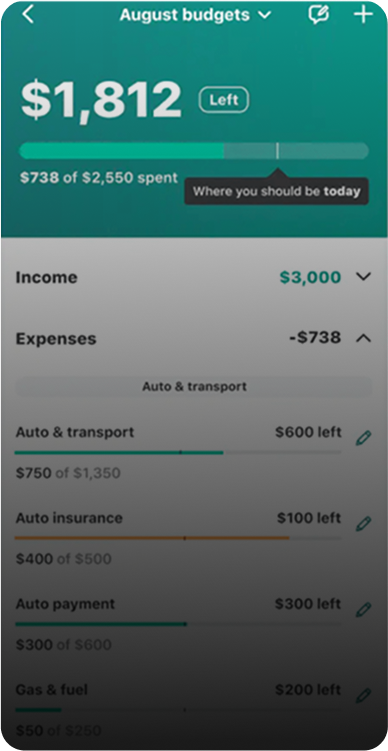 August budgets
$1,812 Left
$738 of $2,550 spent
Where you should be today
Income $3,000
Expenses -$738
Auto & transport
Auto & transport $600 left
$750 of $1,350
Auto insurance $100 left
$400 of $500
Auto payment $300 left
$300 of $600
Gas & fuel $200 left
$50 of $250